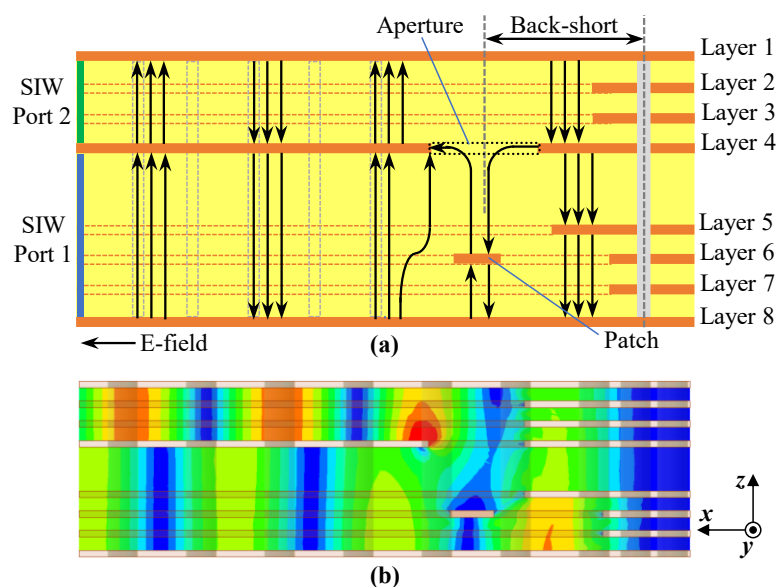 Aperture
Back-short
Layer 1
SIW
Port 2
Layer 2
Layer 3
Layer 4
SIW
Port 1
Layer 5
Layer 6
Layer 7
Layer 8
E-field
(a)
Patch
z
x
y
(b)